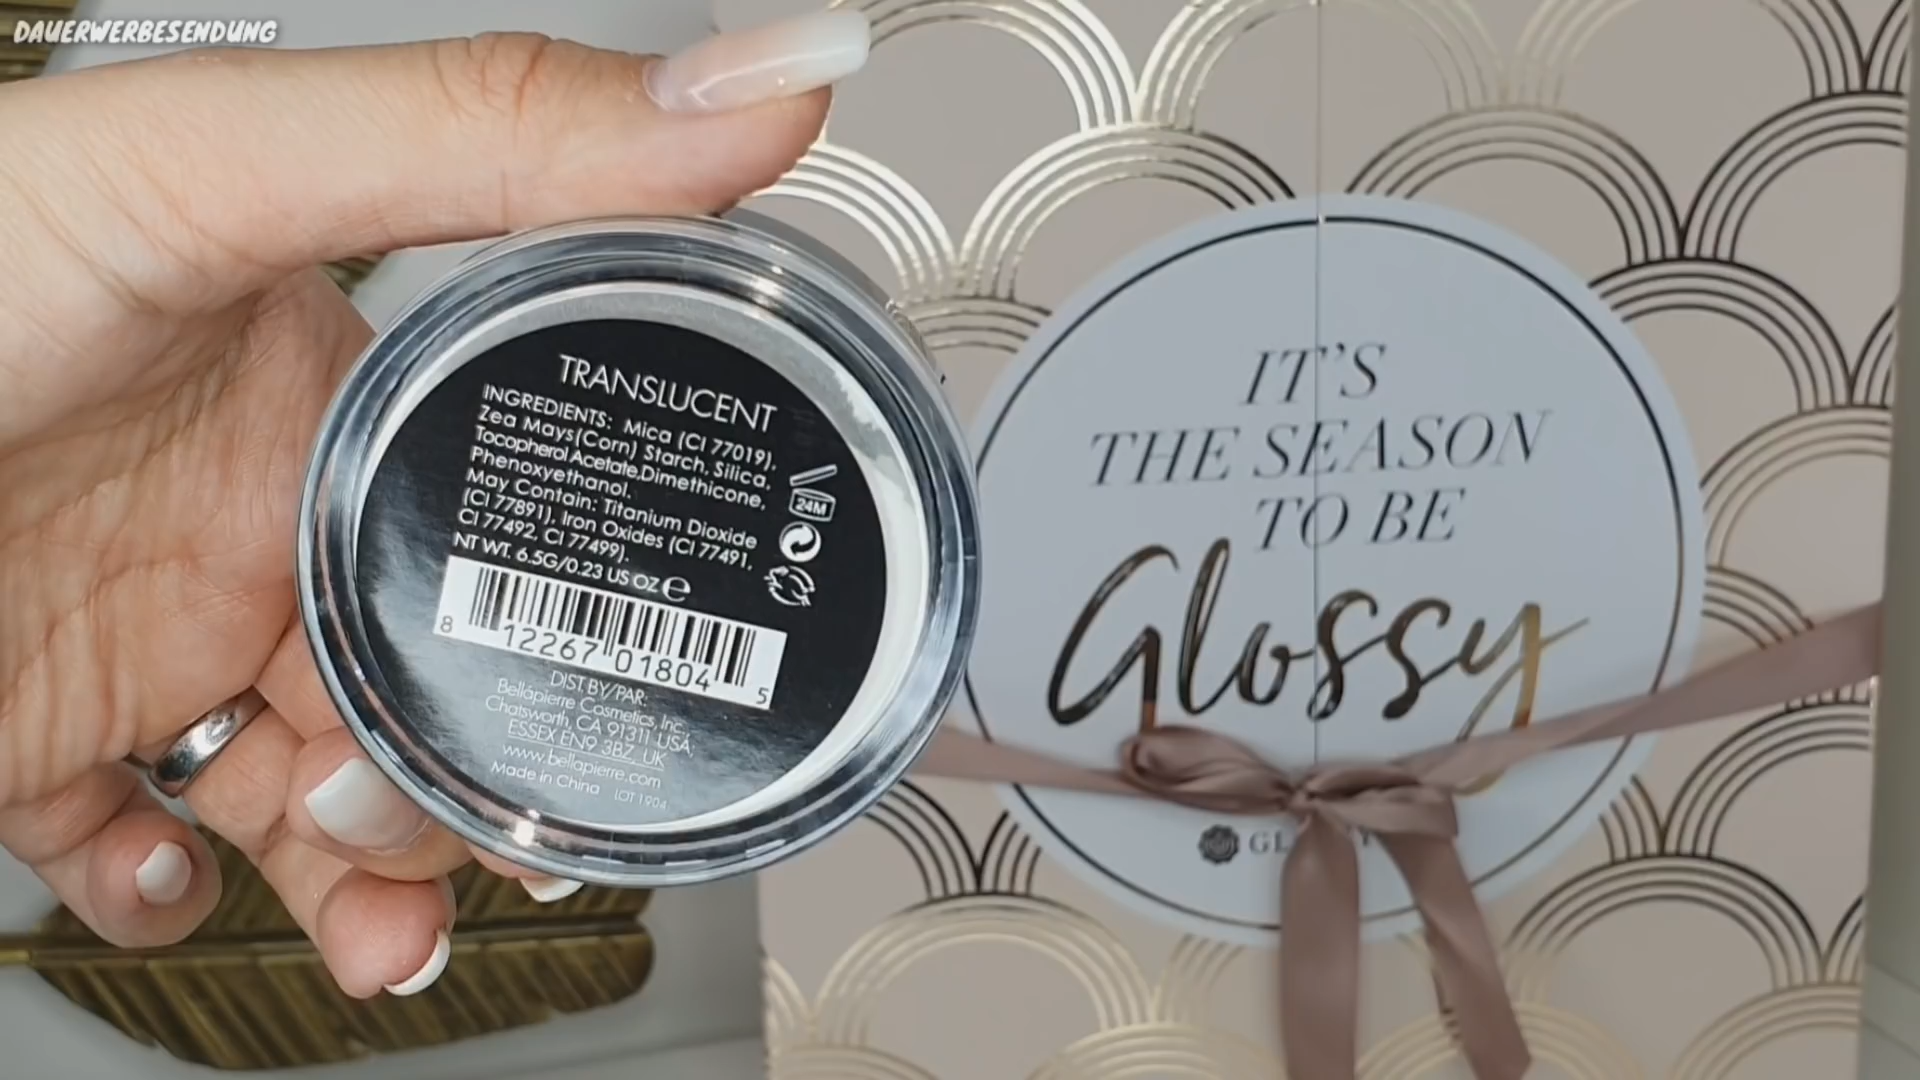 DAUERWERBESENDUNG
TRANSLUCENT
INGREDIENTS: Mica (CI 77019),
Zea Mays(Corn) Starch, Silica,
Tocopherol Acetate,Dimethicone,
Phenoxyethanol.
May Contain: Titanium Dioxide
(CI 77891), Iron Oxides (CI 77491,
CI 77492, CI 77499).
NT WT. 6.5G/0.23 US OZ e
24M
8 12267 01804 5
DIST.BY/PAR:
Bellápierre Cosmetics, Inc.,
Chatsworth, CA 91311 USA,
ESSEX EN9 3BZ, UK
www.bellapierre.com
Made in China LOT 1904
IT'S
THE SEASON
TO BE
Glossy